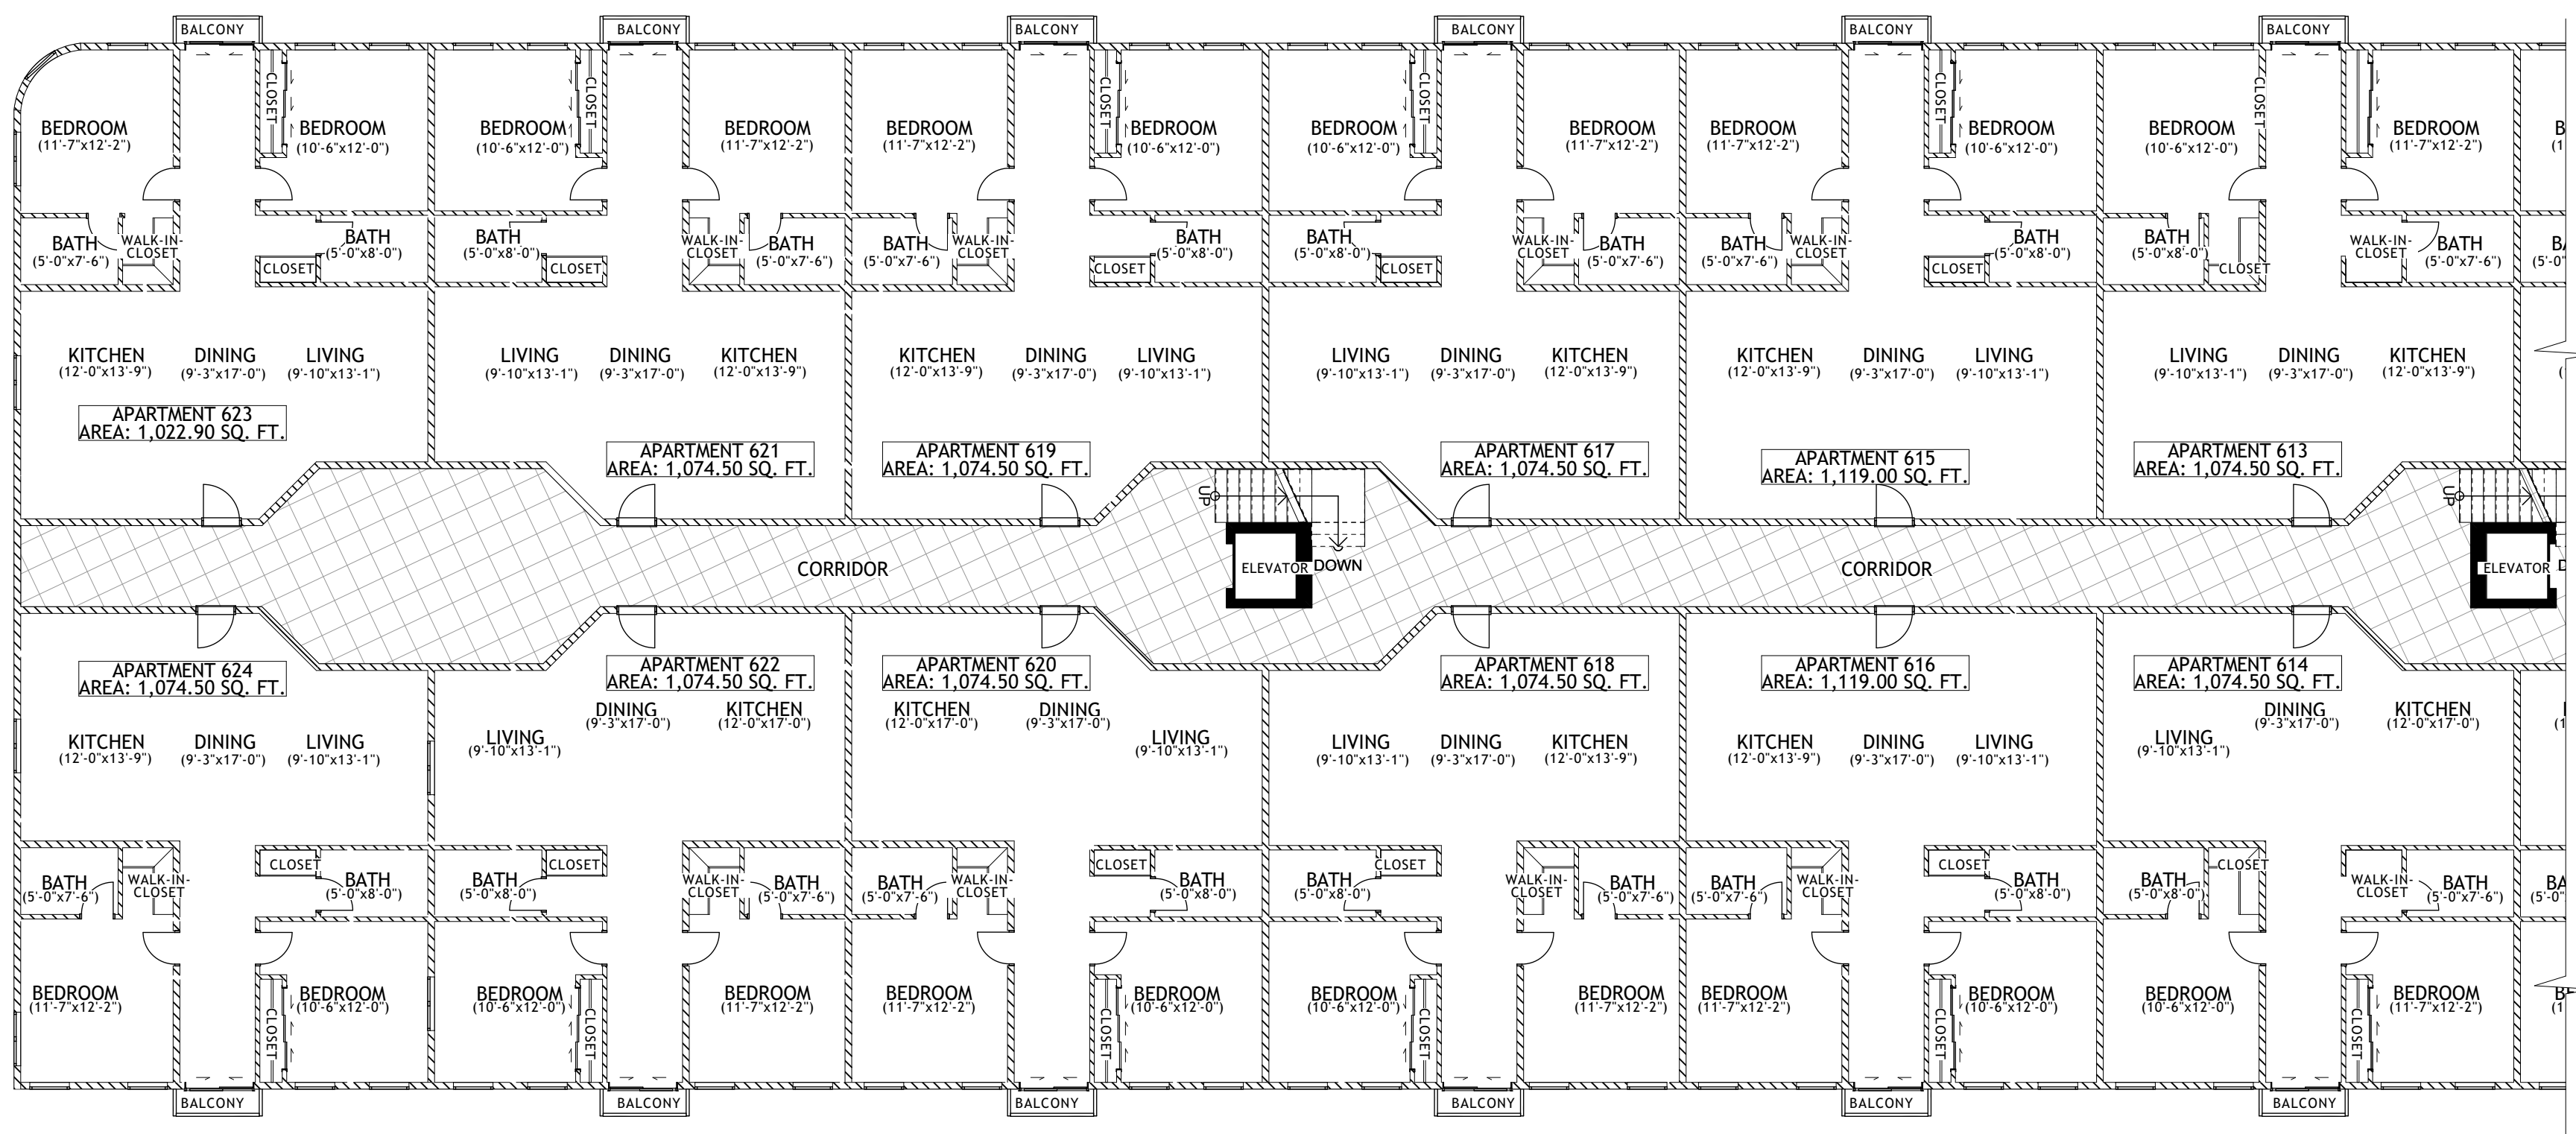 BALCONY
BALCONY
BALCONY
BALCONY
BALCONY
BALCONY
CLOSET
CLOSET
CLOSET
CLOSET
CLOSET
CLOSET
BEDROOM
(11'-7"x12'-2")
BEDROOM
(10'-6"x12'-0")
BEDROOM
(10'-6"x12'-0")
BEDROOM
(11'-7"x12'-2")
BEDROOM
(11'-7"x12'-2")
BEDROOM
(10'-6"x12'-0")
BEDROOM
(10'-6"x12'-0")
BEDROOM
(11'-7"x12'-2")
BEDROOM
(11'-7"x12'-2")
BEDROOM
(10'-6"x12'-0")
BEDROOM
(10'-6"x12'-0")
BEDROOM
(11'-7"x12'-2")
BATH
(5'-0"x7'-6")
WALK-IN-
CLOSET
CLOSET
BATH
(5'-0"x8'-0")
BATH
(5'-0"x8'-0")
CLOSET
WALK-IN-
CLOSET
BATH
(5'-0"x7'-6")
BATH
(5'-0"x7'-6")
WALK-IN-
CLOSET
CLOSET
BATH
(5'-0"x8'-0")
BATH
(5'-0"x8'-0")
CLOSET
WALK-IN-
CLOSET
BATH
(5'-0"x7'-6")
BATH
(5'-0"x7'-6")
WALK-IN-
CLOSET
CLOSET
BATH
(5'-0"x8'-0")
BATH
(5'-0"x8'-0")
CLOSET
WALK-IN-
CLOSET
BATH
(5'-0"x7'-6")
KITCHEN
(12'-0"x13'-9")
DINING
(9'-3"x17'-0")
LIVING
(9'-10"x13'-1")
LIVING
(9'-10"x13'-1")
DINING
(9'-3"x17'-0")
KITCHEN
(12'-0"x13'-9")
KITCHEN
(12'-0"x13'-9")
DINING
(9'-3"x17'-0")
LIVING
(9'-10"x13'-1")
LIVING
(9'-10"x13'-1")
DINING
(9'-3"x17'-0")
KITCHEN
(12'-0"x13'-9")
KITCHEN
(12'-0"x13'-9")
DINING
(9'-3"x17'-0")
LIVING
(9'-10"x13'-1")
LIVING
(9'-10"x13'-1")
DINING
(9'-3"x17'-0")
KITCHEN
(12'-0"x13'-9")
APARTMENT 623
AREA: 1,022.90 SQ. FT.
APARTMENT 621
AREA: 1,074.50 SQ. FT.
APARTMENT 619
AREA: 1,074.50 SQ. FT.
APARTMENT 617
AREA: 1,074.50 SQ. FT.
APARTMENT 615
AREA: 1,119.00 SQ. FT.
APARTMENT 613
AREA: 1,074.50 SQ. FT.
UP
UP
CORRIDOR
ELEVATOR
DOWN
CORRIDOR
ELEVATOR
APARTMENT 624
AREA: 1,074.50 SQ. FT.
APARTMENT 622
AREA: 1,074.50 SQ. FT.
APARTMENT 620
AREA: 1,074.50 SQ. FT.
APARTMENT 618
AREA: 1,074.50 SQ. FT.
APARTMENT 616
AREA: 1,119.00 SQ. FT.
APARTMENT 614
AREA: 1,074.50 SQ. FT.
KITCHEN
(12'-0"x13'-9")
DINING
(9'-3"x17'-0")
LIVING
(9'-10"x13'-1")
LIVING
(9'-10"x13'-1")
DINING
(9'-3"x17'-0")
KITCHEN
(12'-0"x17'-0")
KITCHEN
(12'-0"x17'-0")
DINING
(9'-3"x17'-0")
LIVING
(9'-10"x13'-1")
LIVING
(9'-10"x13'-1")
DINING
(9'-3"x17'-0")
KITCHEN
(12'-0"x13'-9")
KITCHEN
(12'-0"x13'-9")
DINING
(9'-3"x17'-0")
LIVING
(9'-10"x13'-1")
LIVING
(9'-10"x13'-1")
DINING
(9'-3"x17'-0")
KITCHEN
(12'-0"x17'-0")
BATH
(5'-0"x7'-6")
WALK-IN-
CLOSET
CLOSET
BATH
(5'-0"x8'-0")
BATH
(5'-0"x8'-0")
CLOSET
WALK-IN-
CLOSET
BATH
(5'-0"x7'-6")
BATH
(5'-0"x7'-6")
WALK-IN-
CLOSET
CLOSET
BATH
(5'-0"x8'-0")
BATH
(5'-0"x8'-0")
CLOSET
WALK-IN-
CLOSET
BATH
(5'-0"x7'-6")
BATH
(5'-0"x7'-6")
WALK-IN-
CLOSET
CLOSET
BATH
(5'-0"x8'-0")
BATH
(5'-0"x8'-0")
CLOSET
WALK-IN-
CLOSET
BATH
(5'-0"x7'-6")
BEDROOM
(11'-7"x12'-2")
BEDROOM
(10'-6"x12'-0")
BEDROOM
(10'-6"x12'-0")
BEDROOM
(11'-7"x12'-2")
BEDROOM
(11'-7"x12'-2")
BEDROOM
(10'-6"x12'-0")
BEDROOM
(10'-6"x12'-0")
BEDROOM
(11'-7"x12'-2")
BEDROOM
(11'-7"x12'-2")
BEDROOM
(10'-6"x12'-0")
BEDROOM
(10'-6"x12'-0")
BEDROOM
(11'-7"x12'-2")
CLOSET
CLOSET
CLOSET
CLOSET
CLOSET
CLOSET
BALCONY
BALCONY
BALCONY
BALCONY
BALCONY
BALCONY